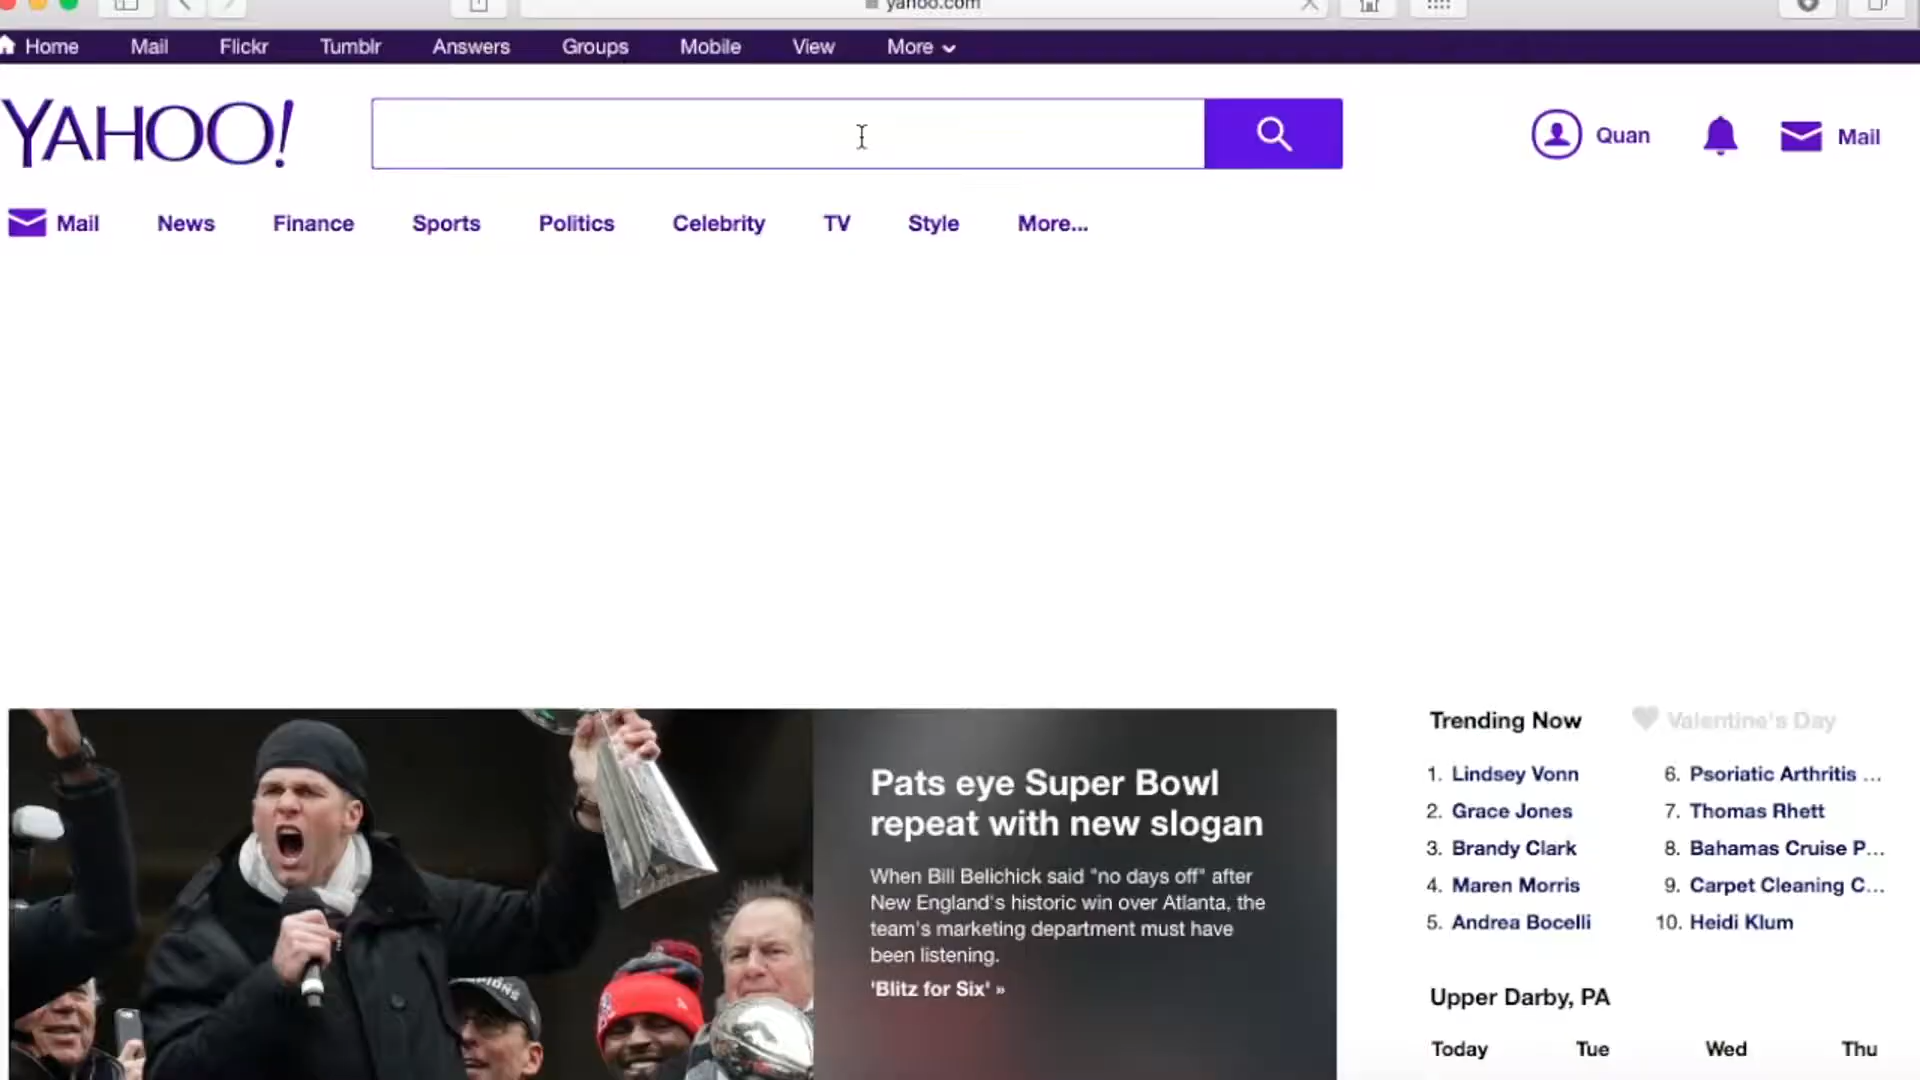 yahoo.com
Home Mail Flickr Tumblr Answers Groups Mobile View More
YAHOO!
Quan Mail
Mail News Finance Sports Politics Celebrity TV Style More...
Pats eye Super Bowl
repeat with new slogan
When Bill Belichick said "no days off" after
New England's historic win over Atlanta, the
team's marketing department must have
been listening.
'Blitz for Six' »
Trending Now Valentine's Day
1. Lindsey Vonn
2. Grace Jones
3. Brandy Clark
4. Maren Morris
5. Andrea Bocelli
6. Psoriatic Arthritis ...
7. Thomas Rhett
8. Bahamas Cruise P...
9. Carpet Cleaning C...
10. Heidi Klum
Upper Darby, PA
Today Tue Wed Thu